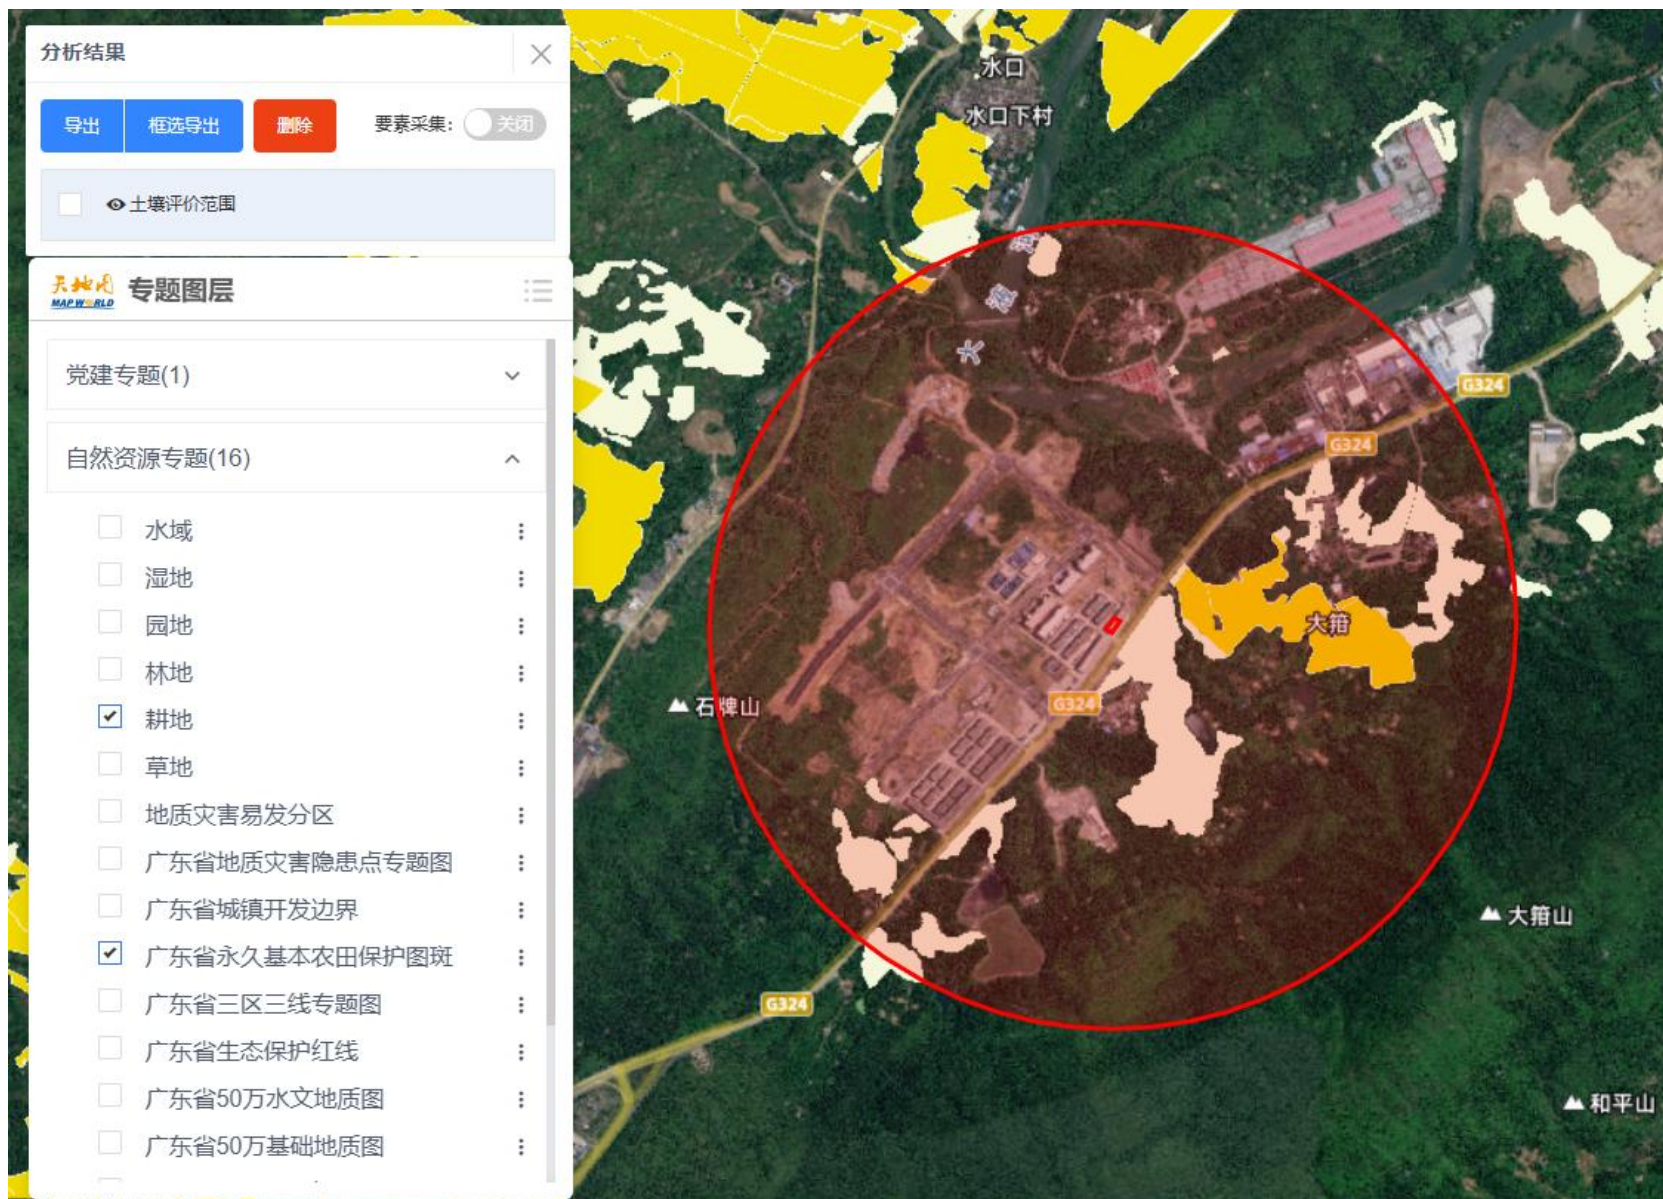 分析结果
导出
框选导出
删除
要素采集:
关闭
土壤评价范围
天地图
MAP WORLD
专题图层
党建专题(1)
自然资源专题(16)
水域
湿地
园地
林地
耕地
草地
地质灾害易发分区
广东省地质灾害隐患点专题图
广东省城镇开发边界
广东省永久基本农田保护图斑
广东省三区三线专题图
广东省生态保护红线
广东省50万水文地质图
广东省50万基础地质图
水口
水口下村
大
G324
G324
大箝
G324
石牌山
大箝山
G324
和平山